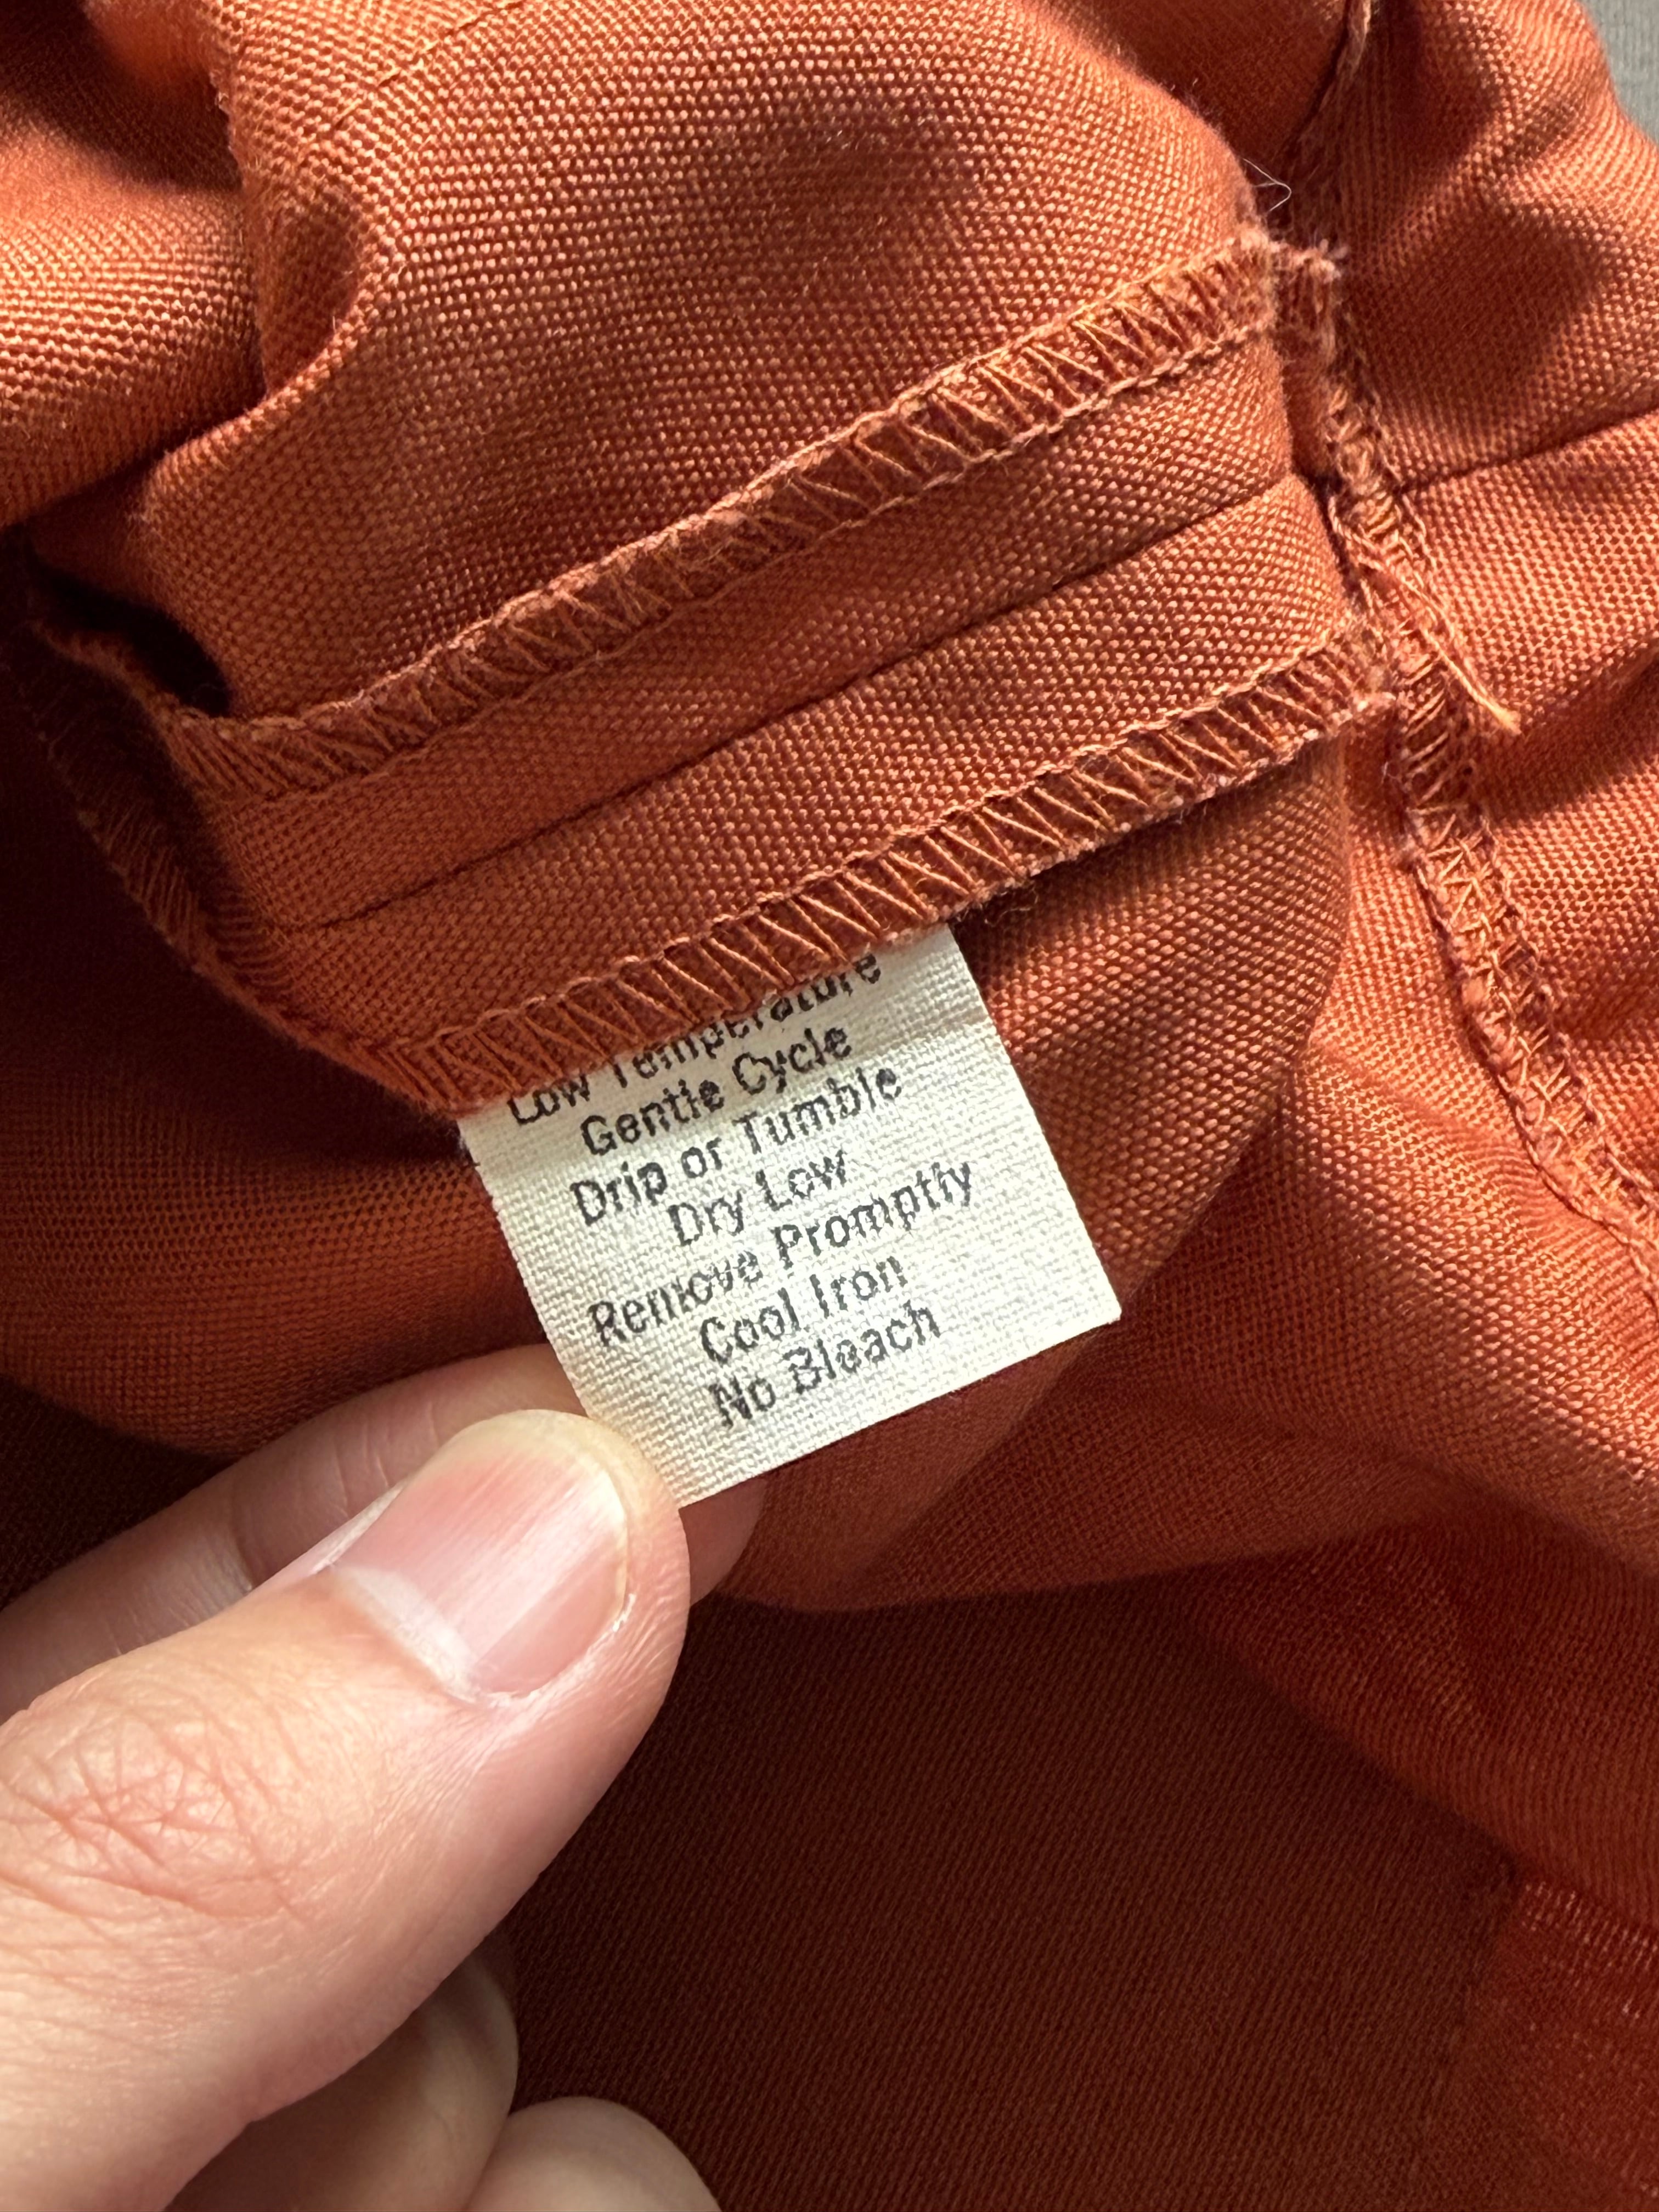 Low Temperature
Gentle Cycle
Drip or Tumble
Dry Low
Remove Promptly
Cool Iron
No Bleach